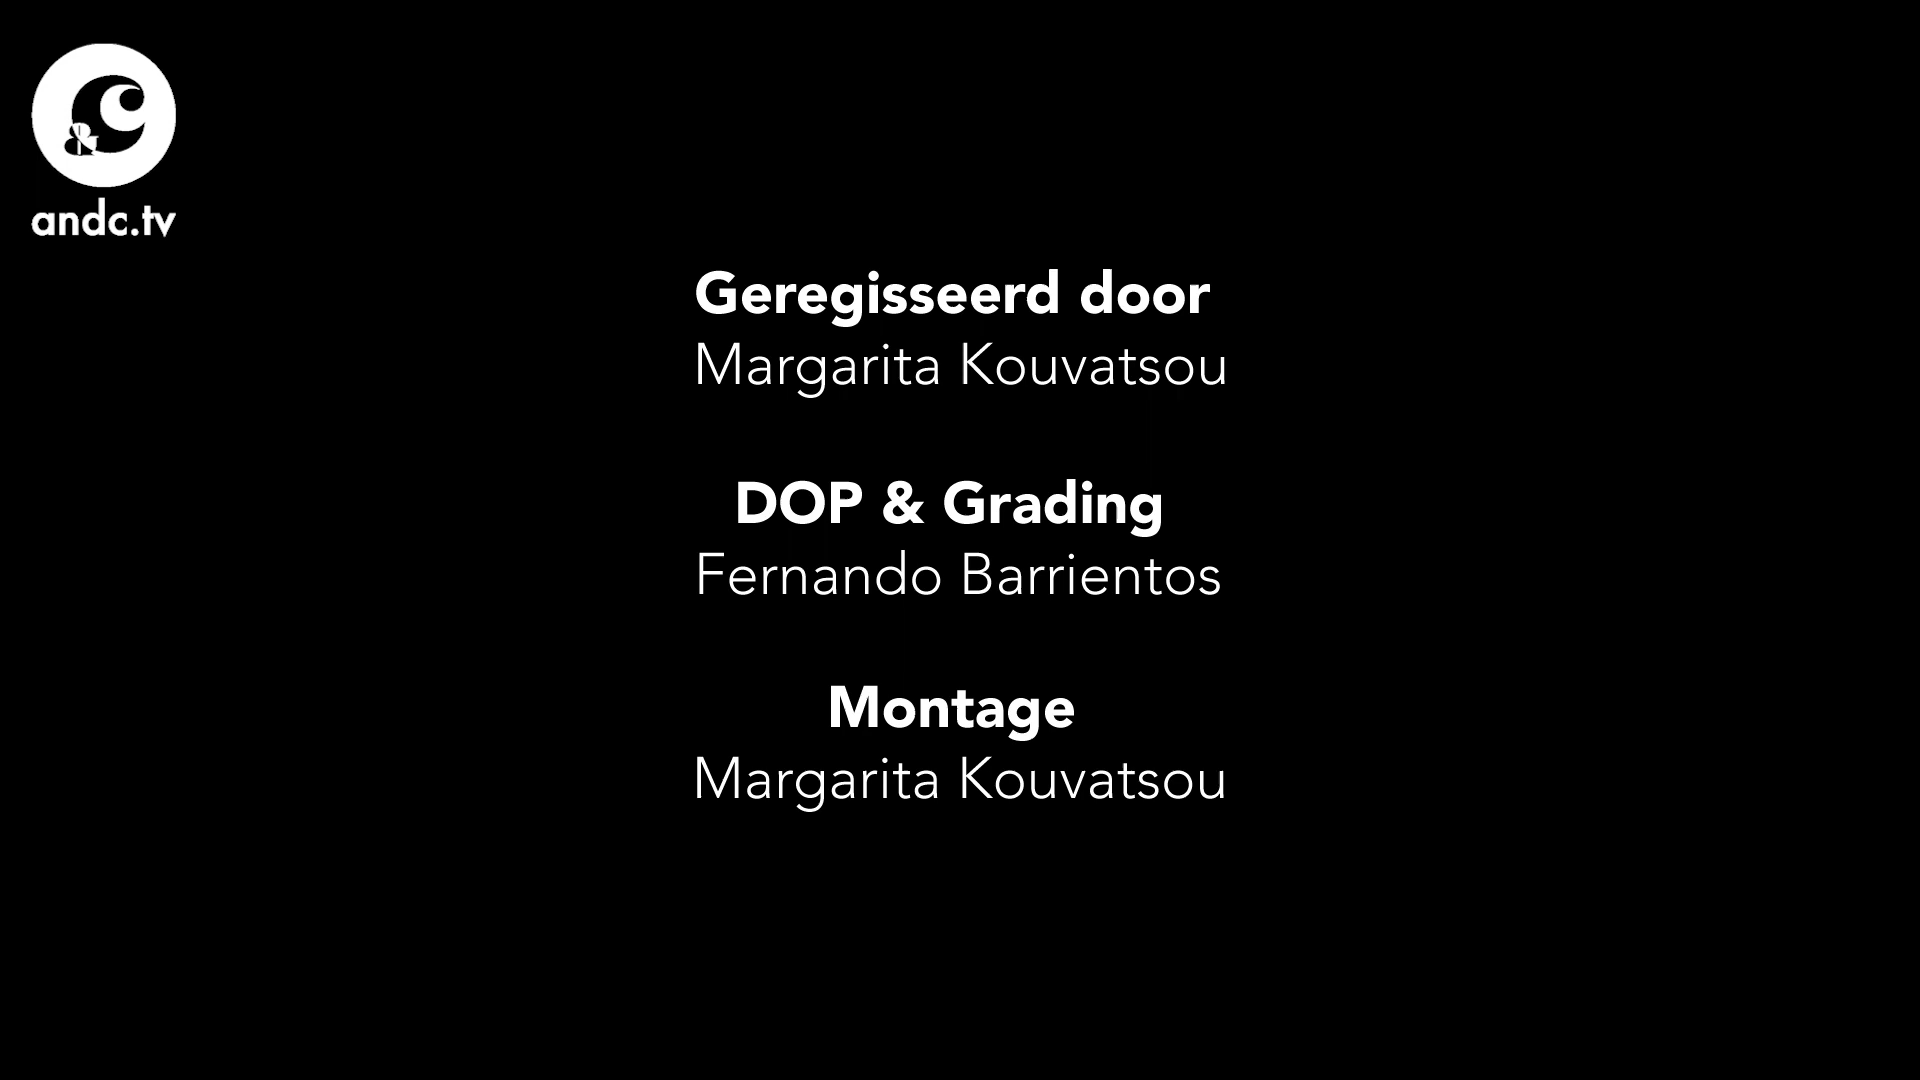 &c
andc.tv
Geregisseerd door
Margarita Kouvatsou
DOP & Grading
Fernando Barrientos
Montage
Margarita Kouvatsou